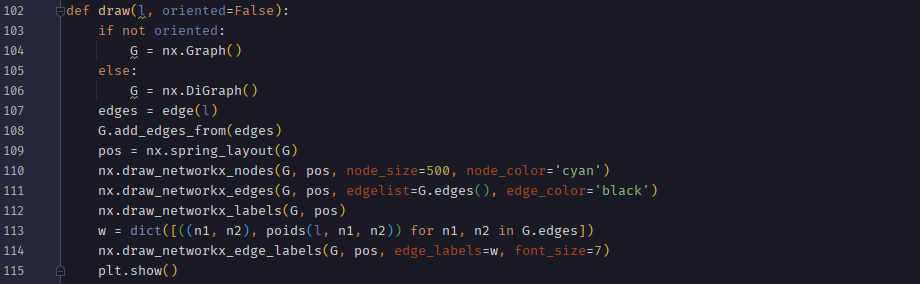 102 def draw(l, oriented=False):
103     if not oriented:
104         G = nx.Graph()
105     else:
106         G = nx.DiGraph()
107     edges = edge(l)
108     G.add_edges_from(edges)
109     pos = nx.spring_layout(G)
110     nx.draw_networkx_nodes(G, pos, node_size=500, node_color='cyan')
111     nx.draw_networkx_edges(G, pos, edgelist=G.edges(), edge_color='black')
112     nx.draw_networkx_labels(G, pos)
113     w = dict([((n1, n2), poids(l, n1, n2)) for n1, n2 in G.edges])
114     nx.draw_networkx_edge_labels(G, pos, edge_labels=w, font_size=7)
115     plt.show()